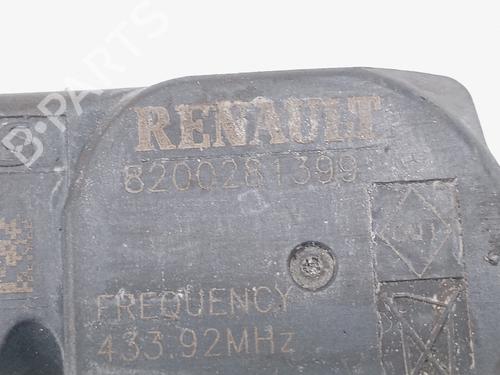 B-PARTS
RENAULT
8200281399
FREQUENCY
433.92MHz